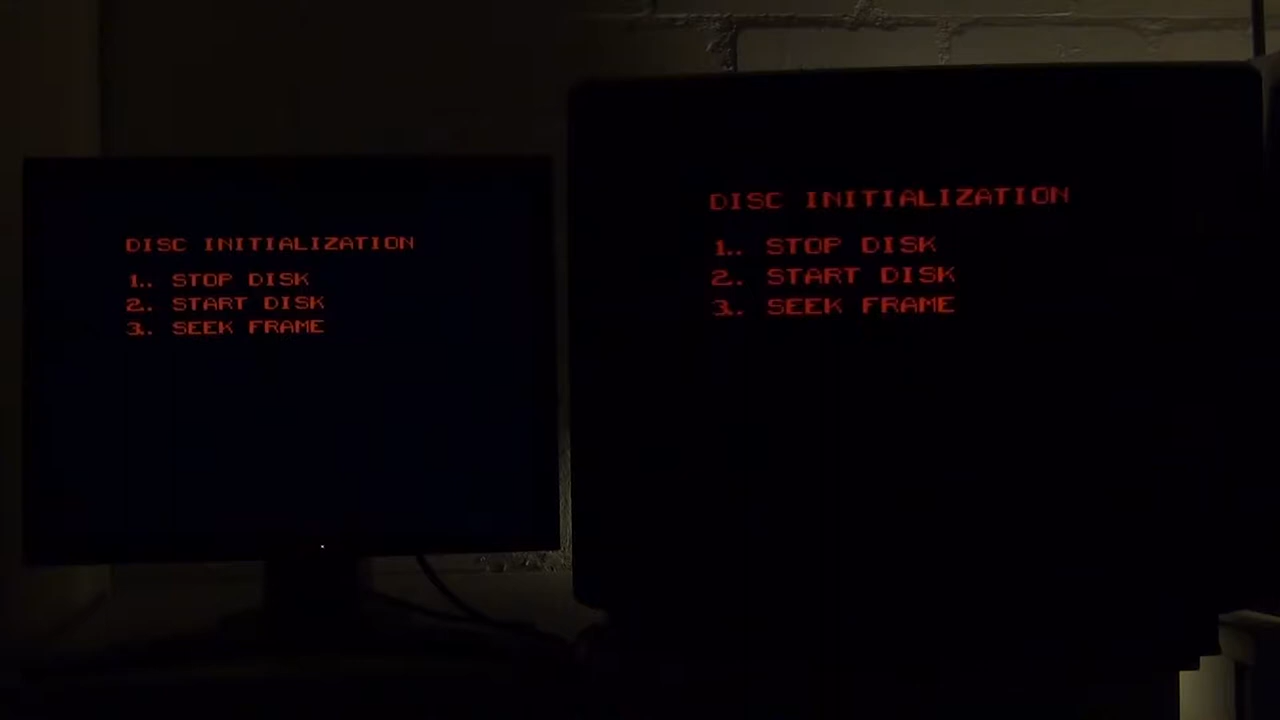 DISC INITIALIZATION
1.. STOP DISK
2. START DISK
3.. SEEK FRAME
DISC INITIALIZATION
1.. STOP DISK
2. START DISK
3.. SEEK FRAME